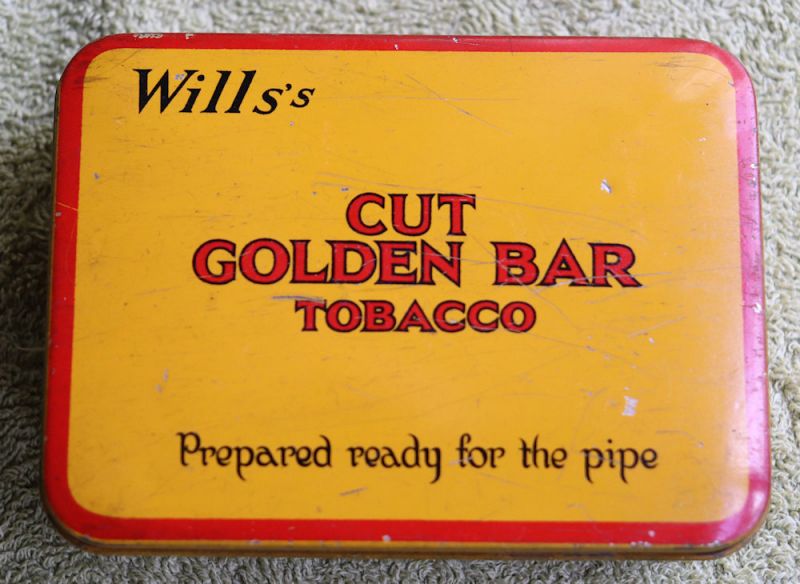 Wills's
CUT
GOLDEN BAR
TOBACCO
Prepared ready for the pipe